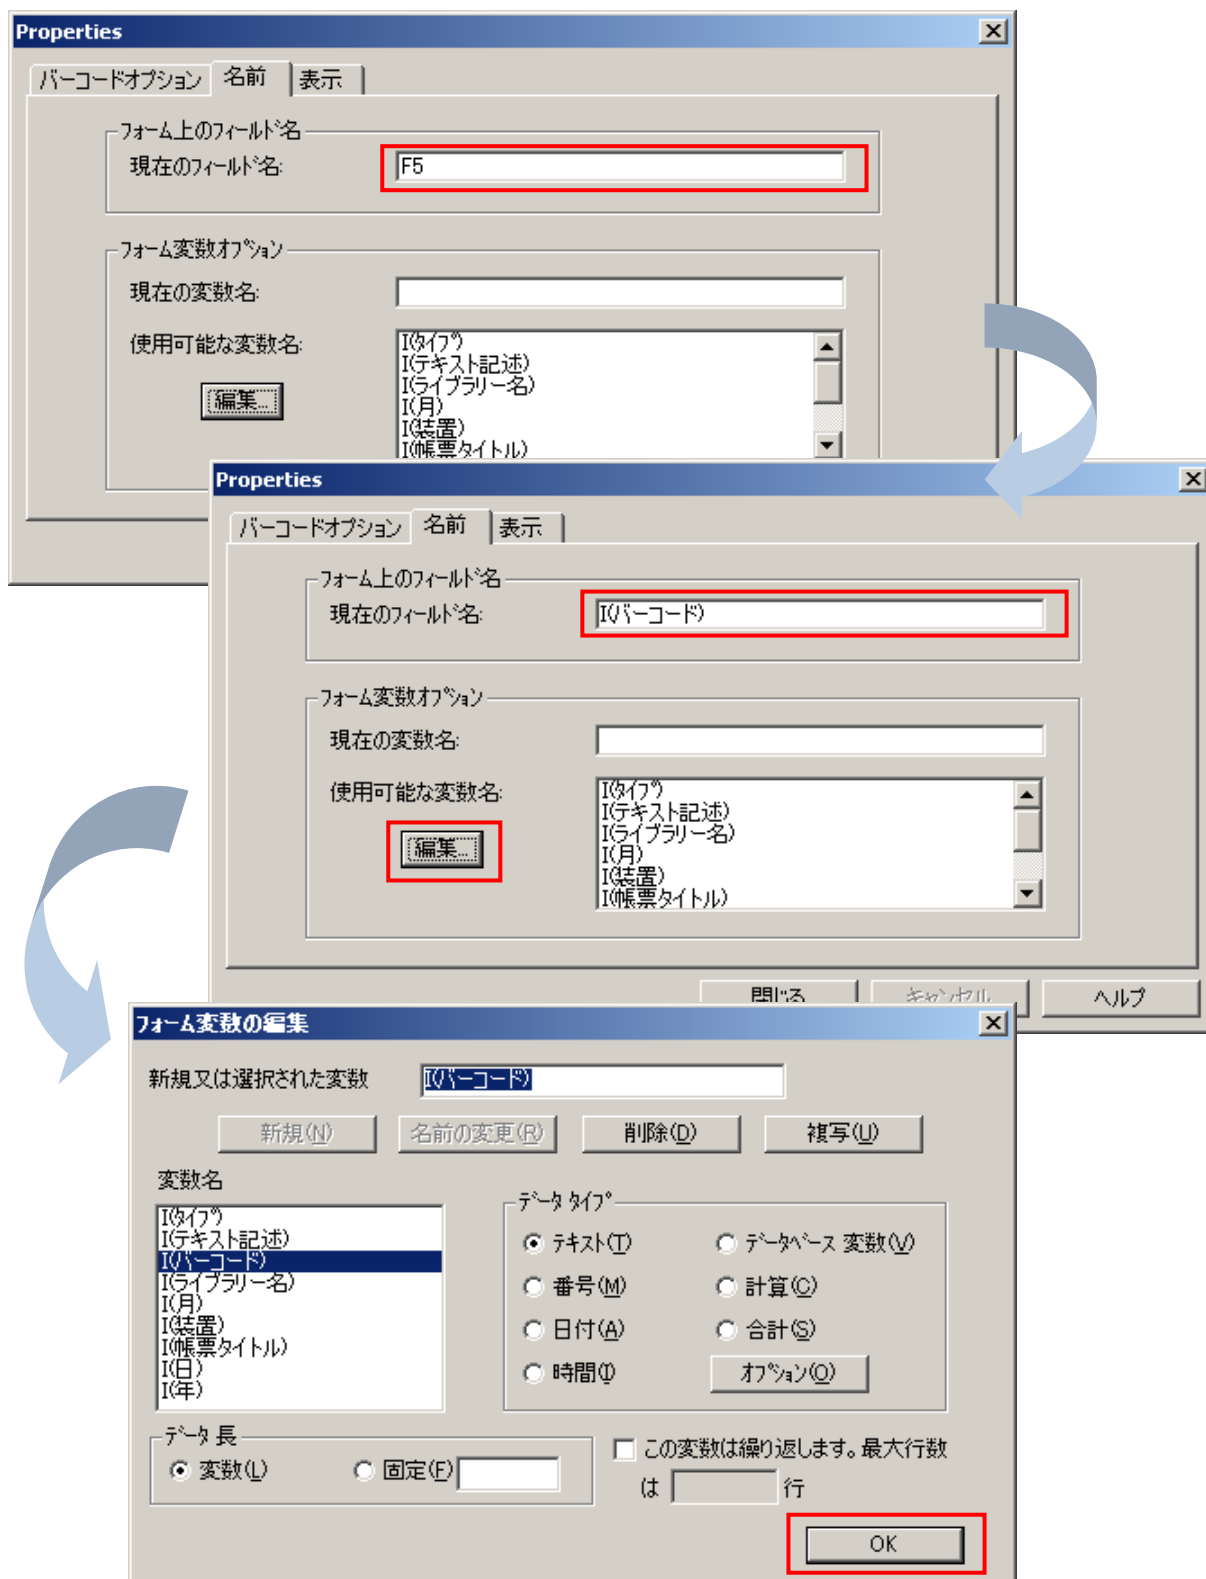 Properties
バーコードオプション 名前 表示
フォーム上のフィールド名
現在のフィールド名: F5
フォーム変数オプション
現在の変数名:
使用可能な変数名:
I(タイプ)
I(テキスト記述)
I(ライブラリー名)
編集...
I(月)
I(装置)
I(帳票タイトル)
Properties
バーコードオプション 名前 表示
フォーム上のフィールド名
現在のフィールド名: I(バーコード)
フォーム変数オプション
現在の変数名:
使用可能な変数名:
I(タイプ)
I(テキスト記述)
I(ライブラリー名)
編集...
I(月)
I(装置)
I(帳票タイトル)
閉じる キャンセル ヘルプ
フォーム変数の編集
新規又は選択された変数 I(バーコード)
新規(N) 名前の変更(R) 削除(D) 複写(U)
変数名
I(タイプ)
I(テキスト記述)
I(バーコード)
I(ライブラリー名)
I(月)
I(装置)
I(帳票タイトル)
I(日)
I(年)
データ タイプ
テキスト(T) データベース 変数(V)
番号(M) 計算(C)
日付(A) 合計(S)
時間(I) オプション(O)
データ 長
変数(L) 固定(F)
この変数は繰り返します。最大行数
は 行
OK